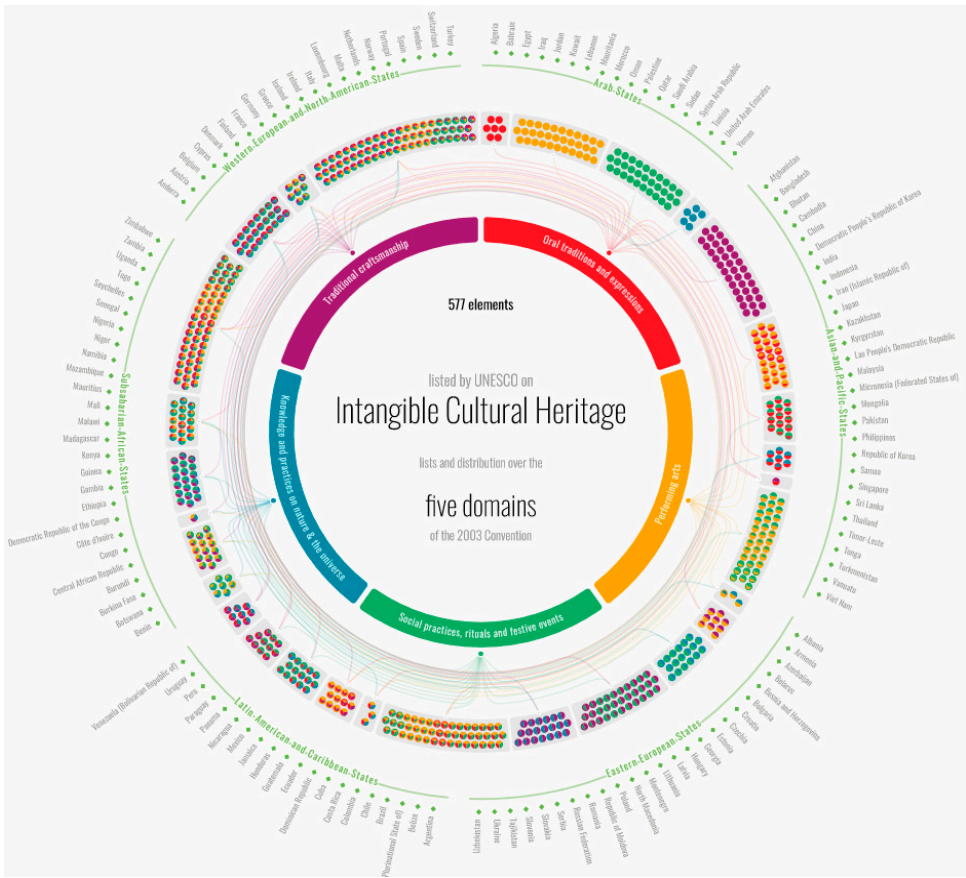 577 elements
listed by UNESCO on
Intangible Cultural Heritage
lists and distribution over the
five domains
of the 2003 Convention
Oral traditions and expressions
Performing arts
Social practices, rituals and festive events
Knowledge and practices on nature & the universe
Traditional craftsmanship
Arab States
Algeria
Bahrain
Egypt
Iraq
Jordan
Kuwait
Lebanon
Mauritania
Morocco
Oman
Palestine
Qatar
Saudi Arabia
Sudan
Syrian Arab Republic
Tunisia
United Arab Emirates
Yemen
Asian and Pacific States
Afghanistan
Bangladesh
Bhutan
Cambodia
China
Democratic People's Republic of Korea
India
Indonesia
Iran (Islamic Republic of)
Japan
Kazakhstan
Kyrgyzstan
Lao People's Democratic Republic
Malaysia
Micronesia (Federated States of)
Mongolia
Pakistan
Philippines
Republic of Korea
Samoa
Singapore
Sri Lanka
Thailand
Timor-Leste
Tonga
Turkmenistan
Vanuatu
Viet Nam
Eastern European States
Albania
Armenia
Azerbaijan
Belarus
Bosnia and Herzegovina
Bulgaria
Croatia
Czechia
Estonia
Georgia
Hungary
Latvia
Lithuania
Montenegro
North Macedonia
Poland
Republic of Moldova
Romania
Russian Federation
Serbia
Slovakia
Slovenia
Tajikistan
Ukraine
Uzbekistan
Latin American and Caribbean States
Argentina
Belize
Plurinational State of)
Brazil
Chile
Colombia
Costa Rica
Cuba
Dominican Republic
Ecuador
Guatemala
Honduras
Jamaica
Mexico
Nicaragua
Panama
Paraguay
Peru
Uruguay
Venezuela (Bolivarian Republic of)
Subsaharian African States
Benin
Botswana
Burkina Faso
Burundi
Central African Republic
Congo
Côte d'Ivoire
Democratic Republic of the Congo
Ethiopia
Gambia
Guinea
Kenya
Madagascar
Malawi
Mali
Mauritius
Mozambique
Namibia
Niger
Nigeria
Senegal
Seychelles
Togo
Uganda
Zambia
Zimbabwe
Western European and North American States
Andorra
Austria
Belgium
Cyprus
Denmark
Finland
France
Germany
Greece
Iceland
Ireland
Italy
Luxembourg
Malta
Netherlands
Norway
Portugal
Spain
Sweden
Switzerland
Turkey